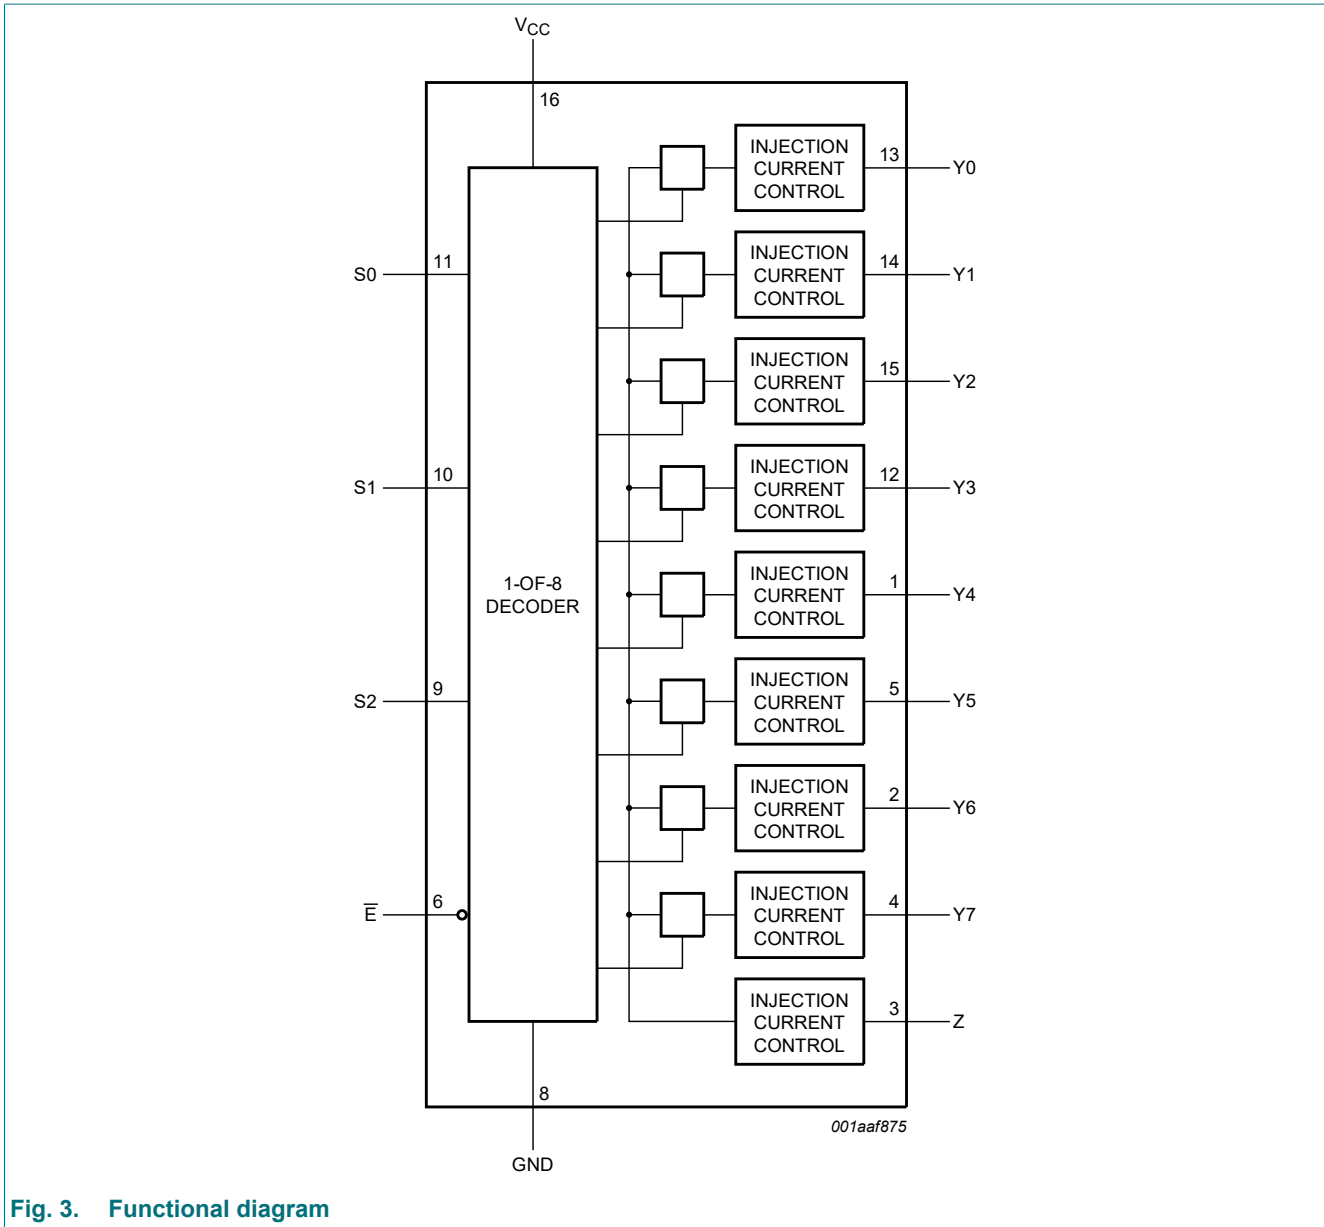 VCC
16
INJECTION
CURRENT
CONTROL
13
Y0
S0
11
INJECTION
CURRENT
CONTROL
14
Y1
INJECTION
CURRENT
CONTROL
15
Y2
S1
10
INJECTION
CURRENT
CONTROL
12
Y3
1-OF-8
DECODER
INJECTION
CURRENT
CONTROL
1
Y4
S2
9
INJECTION
CURRENT
CONTROL
5
Y5
INJECTION
CURRENT
CONTROL
2
Y6
E̅
6
INJECTION
CURRENT
CONTROL
4
Y7
INJECTION
CURRENT
CONTROL
3
Z
8
GND
001aaf875
Fig. 3. Functional diagram